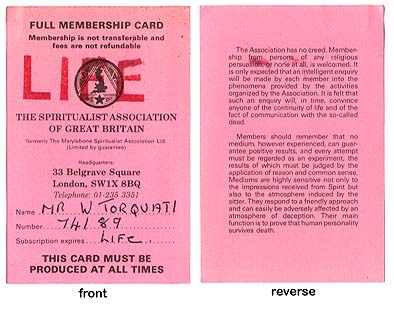 FULL MEMBERSHIP CARD
Membership is not transferable and
fees are not refundable
LIFE
THE SPIRITUALIST ASSOCIATION
OF GREAT BRITAIN
formerly The Marylebone Spiritualist Association Ltd.
(Limited by guarantee)
Headquarters:
33 Belgrave Square
London, SW1X 8BQ
Telephone: 01-235 3351
Name MR W TORQUATI
Number 741 89
Subscription expires LIFE
THIS CARD MUST BE
PRODUCED AT ALL TIMES
front
The Association has no creed. Member-
ship from persons of any religious
persuation, or none at all, is welcomed. It
is only expected that an intelligent enquiry
will be made by each member into the
phenomena provided by the activities
organized by the Association. It is felt that
such an enquiry will, in time, convince
anyone of the continuity of life and of the
fact of communication with the so-called
dead.
Members should remember that no
medium, however experienced, can guar-
antee positive results, and every attempt
must be regarded as an experiment, the
results of which must be judged by the
application of reason and common sense.
Mediums are highly sensitive not only to
the impressions received from Spirit but
also to the atmosphere induced by the
sitter. They respond to a friendly approach
and can easily be adversely affected by an
atmosphere of deception. Their main
function is to prove that human personality
survives death.
reverse